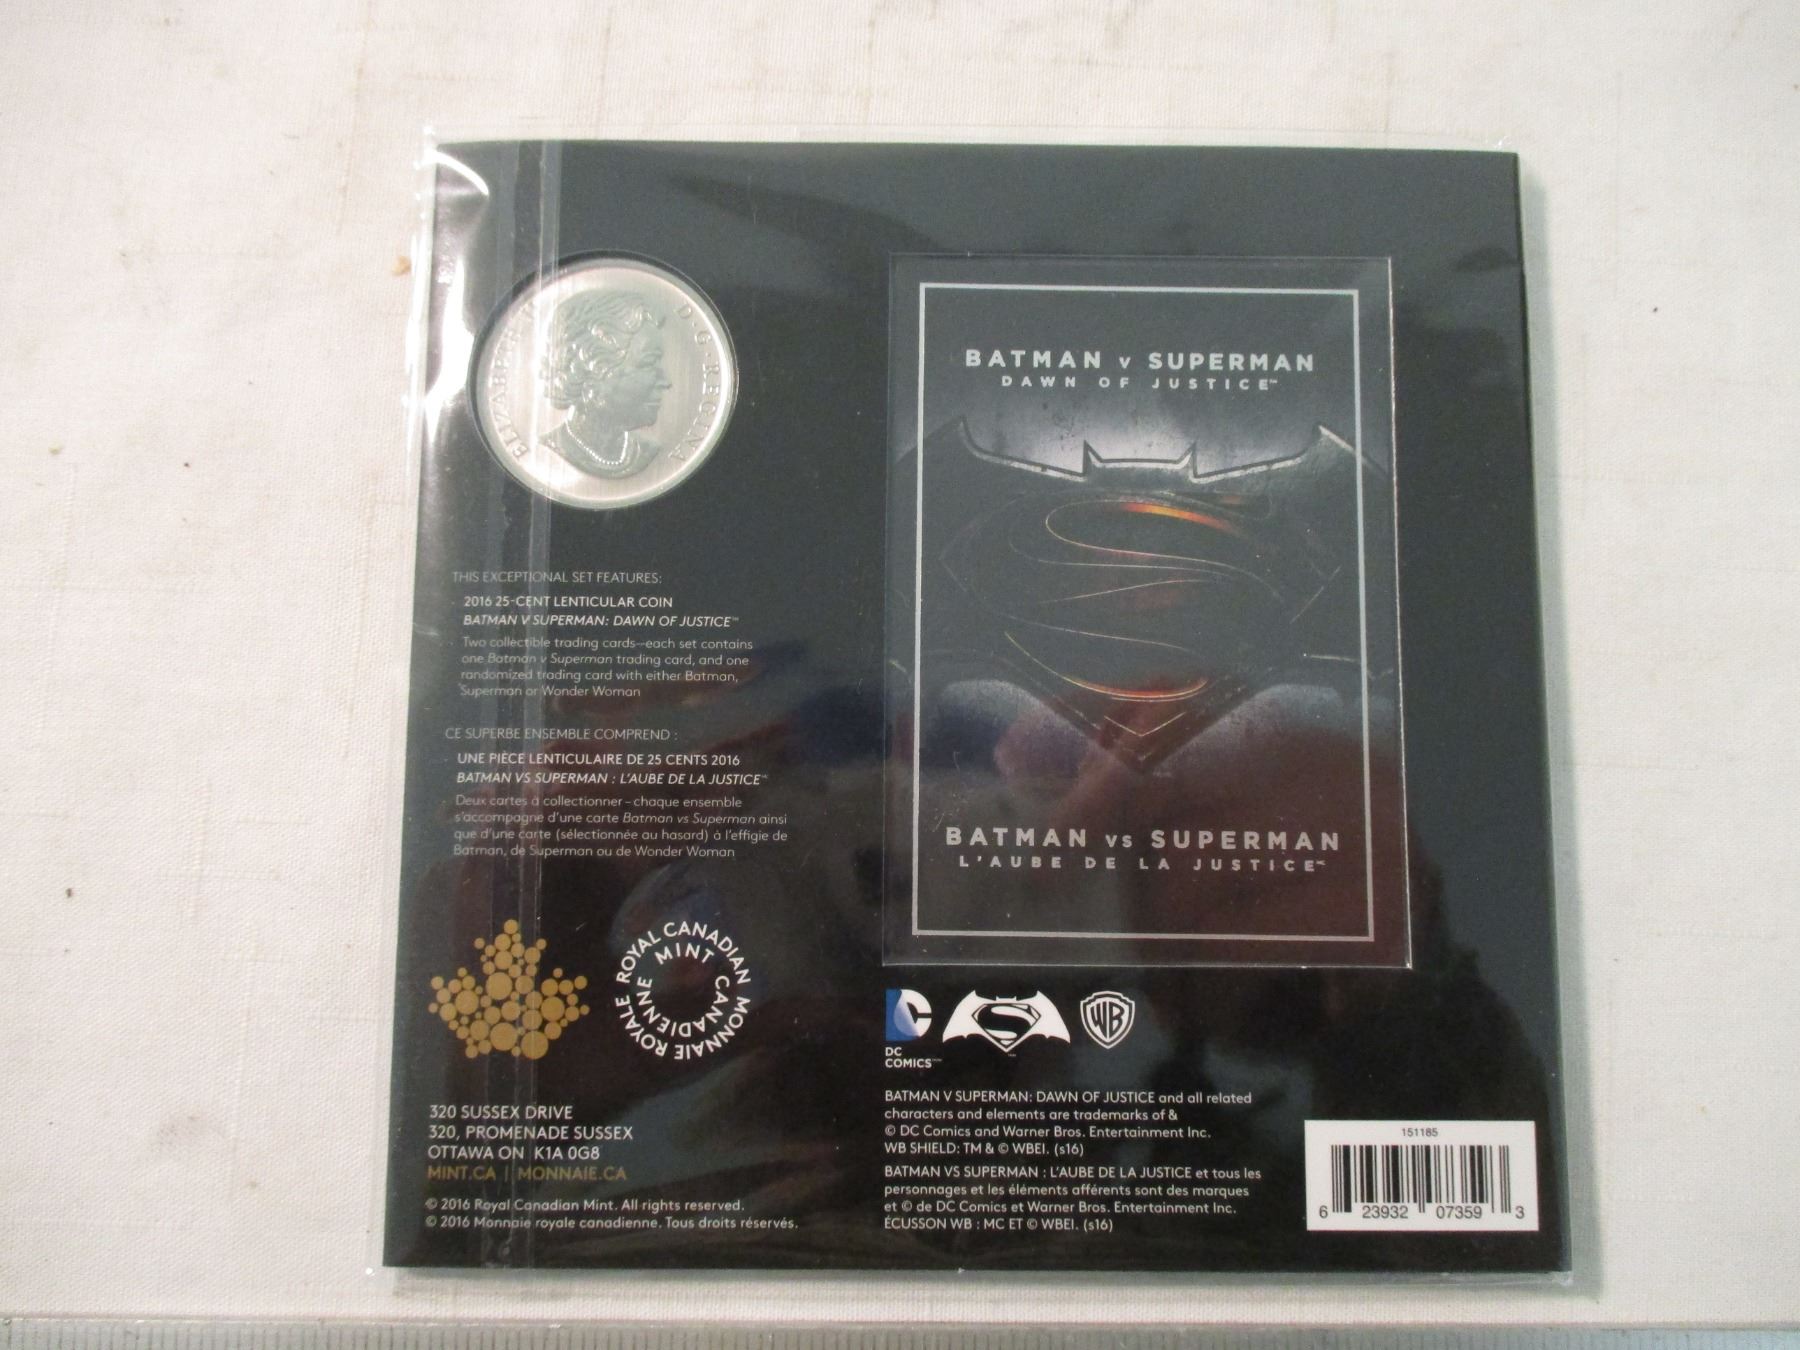 ELIZABETH II D·G·REGINA
THIS EXCEPTIONAL SET FEATURES:
2016 25-CENT LENTICULAR COIN
BATMAN V SUPERMAN: DAWN OF JUSTICE™
Two collectible trading cards—each set contains
one Batman v Superman trading card, and one
randomized trading card with either Batman,
Superman or Wonder Woman
CE SUPERBE ENSEMBLE COMPREND :
UNE PIÈCE LENTICULAIRE DE 25 CENTS 2016
BATMAN VS SUPERMAN : L'AUBE DE LA JUSTICE MC
Deux cartes à collectionner – chaque ensemble
s'accompagne d'une carte Batman vs Superman ainsi
que d'une carte (sélectionnée au hasard) à l'effigie de
Batman, de Superman ou de Wonder Woman
ROYAL CANADIAN MINT
MONNAIE ROYALE CANADIENNE
320 SUSSEX DRIVE
320, PROMENADE SUSSEX
OTTAWA ON K1A 0G8
MINT.CA | MONNAIE.CA
© 2016 Royal Canadian Mint. All rights reserved.
© 2016 Monnaie royale canadienne. Tous droits réservés.
BATMAN v SUPERMAN
DAWN OF JUSTICE™
BATMAN vs SUPERMAN
L'AUBE DE LA JUSTICE MC
DC
COMICS™
WB
BATMAN V SUPERMAN: DAWN OF JUSTICE and all related
characters and elements are trademarks of &
© DC Comics and Warner Bros. Entertainment Inc.
WB SHIELD: TM & © WBEI. (s16)
BATMAN VS SUPERMAN : L'AUBE DE LA JUSTICE et tous les
personnages et les éléments afférents sont des marques
et © de DC Comics et Warner Bros. Entertainment Inc.
ÉCUSSON WB : MC ET © WBEI. (s16)
151185
6 23932 07359 3